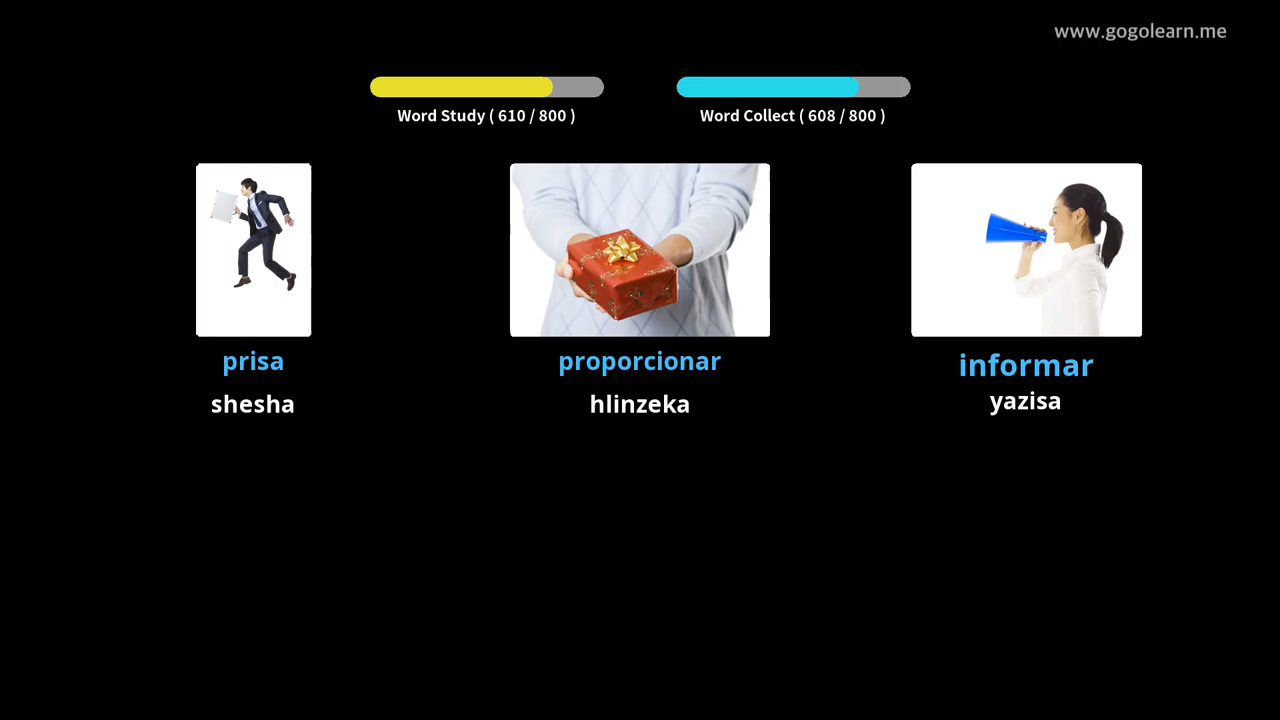 www.gogolearn.me
Word Study ( 610 / 800 )
Word Collect ( 608 / 800 )
prisa
proporcionar
informar
shesha
hlinzeka
yazisa